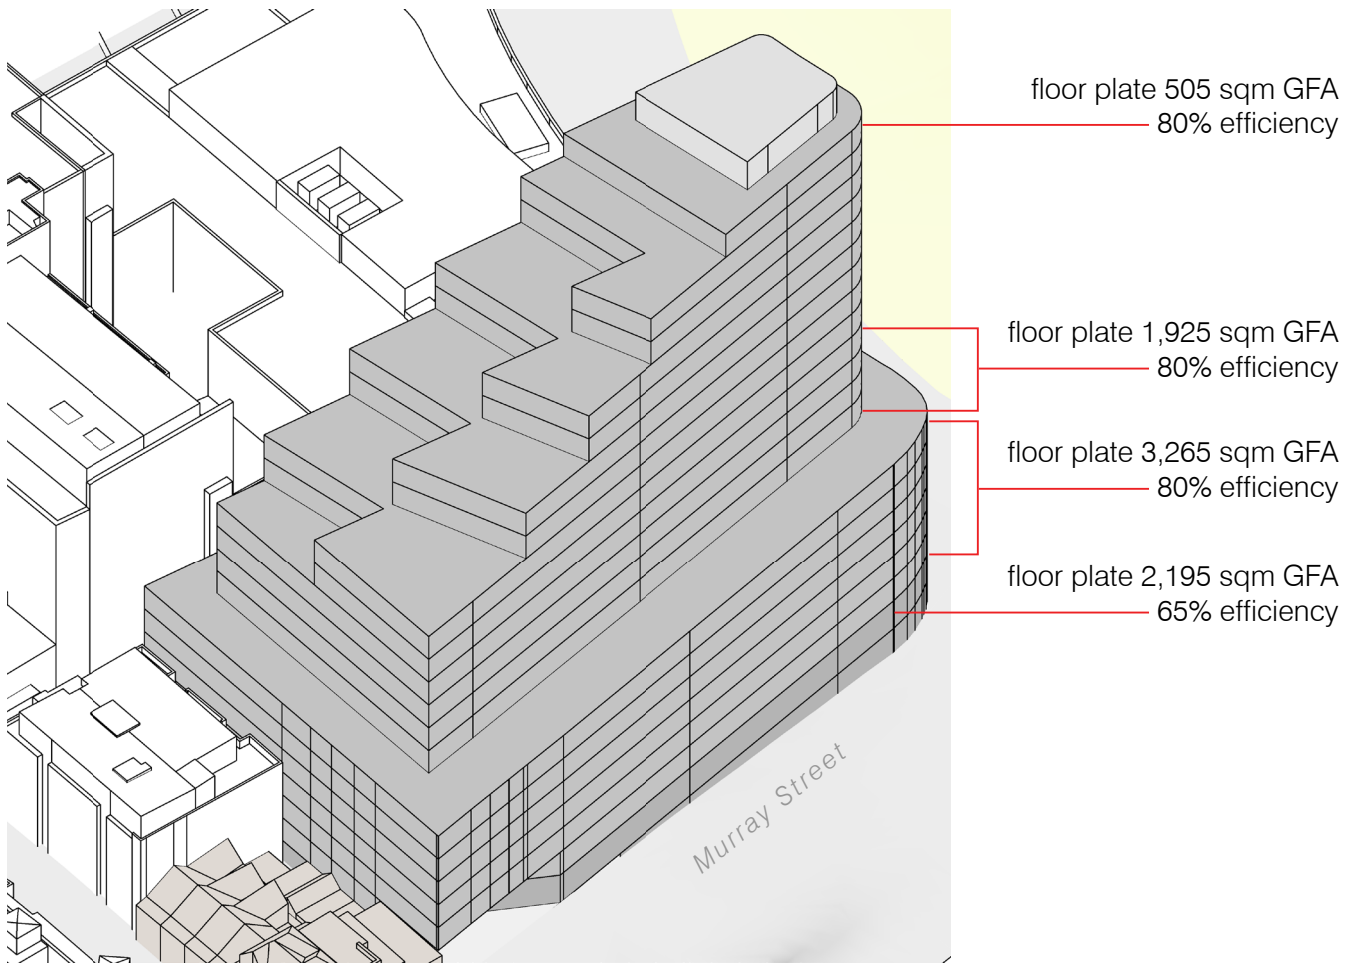 floor plate 505 sqm GFA
80% efficiency
floor plate 1,925 sqm GFA
80% efficiency
floor plate 3,265 sqm GFA
80% efficiency
floor plate 2,195 sqm GFA
65% efficiency
Murray Street